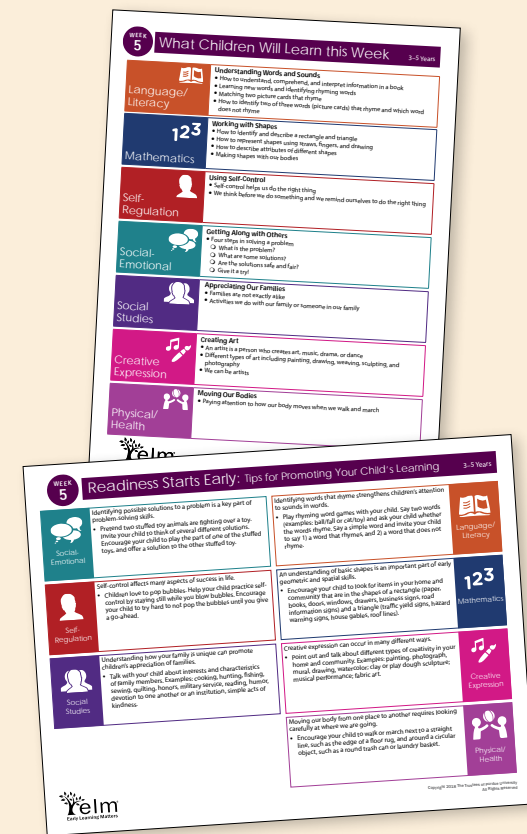 WEEK
5
What Children Will Learn this Week
3–5 Years
Language/
Literacy
Understanding Words and Sounds
• How to understand, comprehend, and interpret information in a book
• Learning new words and identifying rhyming words
• Matching two picture cards that rhyme
• How to identify two of three words (picture cards) that rhyme and which word
does not rhyme
123
Mathematics
Working with Shapes
• How to identify and describe a rectangle and triangle
• How to represent shapes using straws, fingers, and drawing
• How to describe attributes of different shapes
• Making shapes with our bodies
Self-
Regulation
Using Self-Control
• Self-control helps us do the right thing
• We think before we do something and we remind ourselves to do the right thing
Social-
Emotional
Getting Along with Others
• Four steps in solving a problem
❍ What is the problem?
❍ What are some solutions?
❍ Are the solutions safe and fair?
❍ Give it a try!
Social
Studies
Appreciating Our Families
• Families are not exactly alike
• Activities we do with our family or someone in our family
Creative
Expression
Creating Art
• An artist is a person who creates art, music, drama, or dance
• Different types of art including Painting, drawing, weaving, sculpting, and
photography
• We can be artists
Physical/
Health
Moving Our Bodies
• Paying attention to how our body moves when we walk and march
relm
WEEK
5
Readiness Starts Early: Tips for Promoting Your Child's Learning
3–5 Years
Social-
Emotional
Identifying possible solutions to a problem is a key part of
problem-solving skills.
• Pretend two stuffed toy animals are fighting over a toy.
Invite your child to think of several different solutions.
Encourage your child to play the part of one of the stuffed
toys, and offer a solution to the other stuffed toy.
Self-
Regulation
Self-control affects many aspects of success in life.
• Children love to pop bubbles. Help your child practice self-
control by staying still while you blow bubbles. Encourage
your child to try hard to not pop the bubbles until you give
a go-ahead.
Social
Studies
Understanding how your family is unique can promote
children's appreciation of families.
• Talk with your child about interests and characteristics
of family members. Examples: cooking, hunting, fishing,
sewing, quilting, honors, military service, reading, humor,
devotion to one another or an institution, simple acts of
kindness.
Identifying words that rhyme strengthens children's attention
to sounds in words.
• Play rhyming word games with your child. Say two words
(examples: ball/fall or cat/toy) and ask your child whether
the words rhyme. Say a simple word and invite your child
to say 1) a word that rhymes, and 2) a word that does not
rhyme.
Language/
Literacy
An understanding of basic shapes is an important part of early
geometric and spatial skills.
• Encourage your child to look for items in your home and
community that are in the shapes of a rectangle (paper,
books, doors, windows, drawers, business signs, road
information signs) and a triangle (traffic yield signs, hazard
warning signs, house gables, roof lines).
123
Mathematics
Creative expression can occur in many different ways.
• Point out and talk about different types of creativity in your
home and community. Examples: painting, photograph,
mural, drawing, watercolor; clay or play dough sculpture;
musical performance; fabric art.
Creative
Expression
Moving our body from one place to another requires looking
carefully at where we are going.
• Encourage your child to walk or march next to a straight
line, such as the edge of a floor rug, and around a circular
object, such as a round trash can or laundry basket.
Physical/
Health
relm
Early Learning Matters
All Rights Reserved